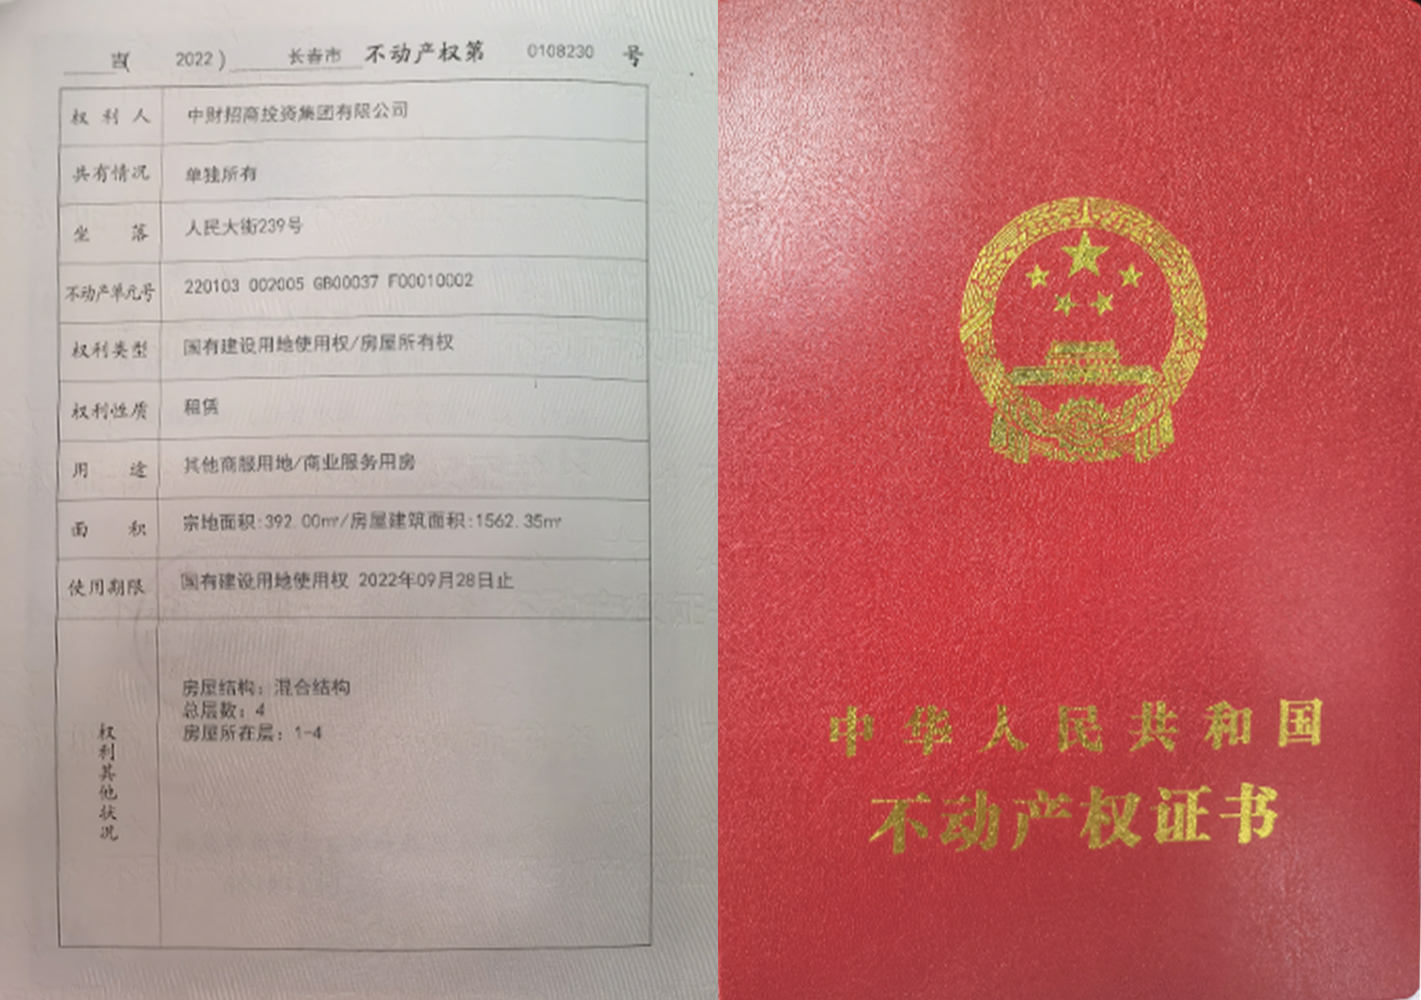 吉( 2022 ) 长春市 不动产权第 0108230 号
权利人 中财招商投资集团有限公司
共有情况 单独所有
坐落 人民大街239号
不动产单元号 220103 002005 GB00037 F00010002
权利类型 国有建设用地使用权/房屋所有权
权利性质 租赁
用途 其他商服用地/商业服务用房
面积 宗地面积:392.00㎡/房屋建筑面积:1562.35㎡
使用期限 国有建设用地使用权 2022年09月28日止
权利其他状况
房屋结构：混合结构
总层数：4
房屋所在层：1-4
中华人民共和国
不动产权证书